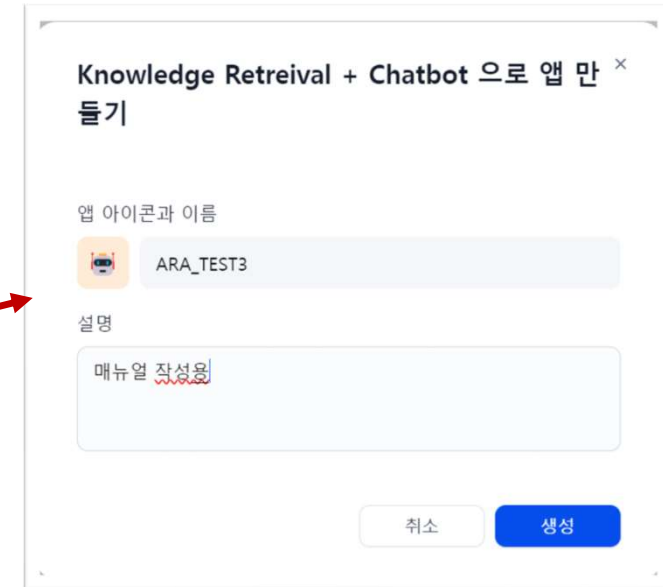 Knowledge Retreival + Chatbot 으로 앱 만
들기
앱 아이콘과 이름
ARA_TEST3
설명
매뉴얼 작성용
취소
생성